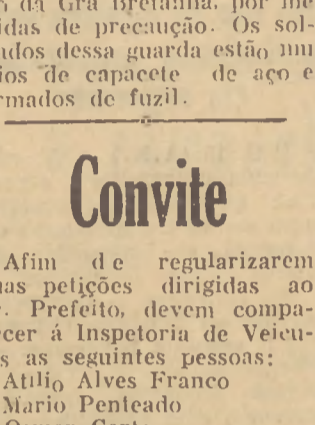 o da Grã Bretanha, por me
idas de precaução. Os sol-
ados dessa guarda estão mu
ios de capacete de aço e
rmados de fuzil.
Convite
Afim de regularizarem
uas petições dirigidas ao
r. Prefeito, devem compa-
cer á Inspetoria de Veicu-
s as seguintes pessoas:
Atilio Alves Franco
Mario Penteado